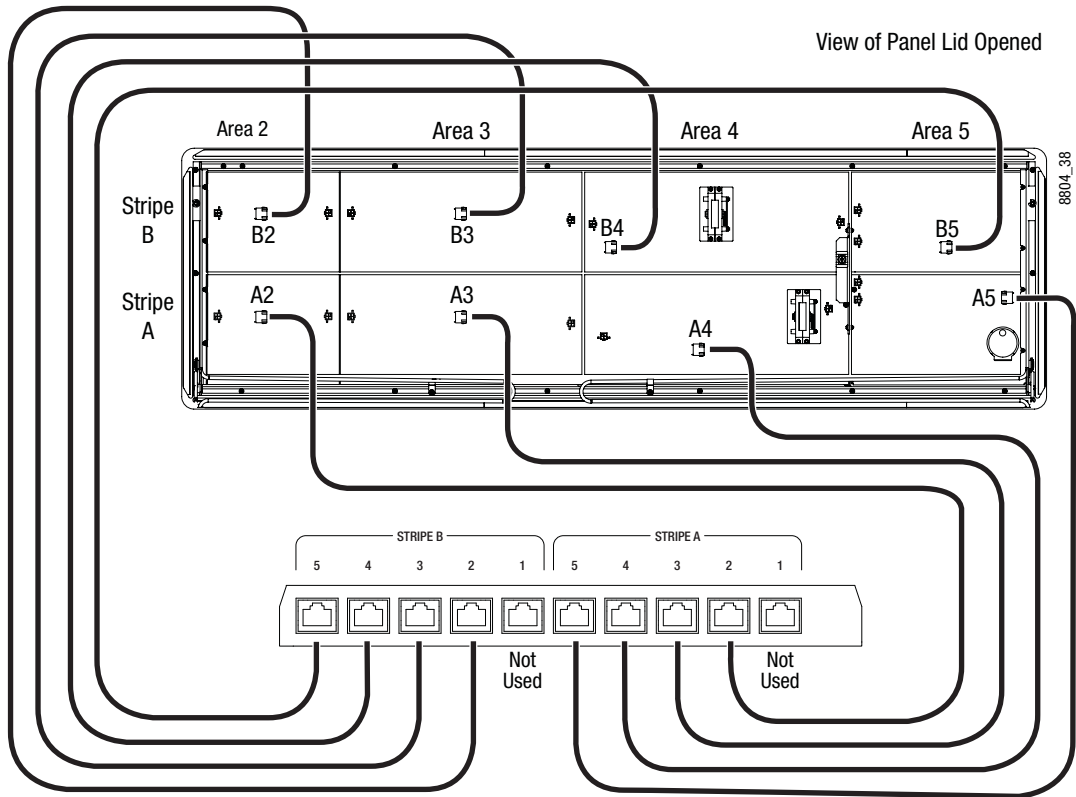 View of Panel Lid Opened
Area 2 Area 3 Area 4 Area 5
8804_38
Stripe
B
B2 B3 B4 B5
Stripe
A
A2 A3 A4 A5
STRIPE B STRIPE A
5 4 3 2 1 5 4 3 2 1
Not
Used
Not
Used